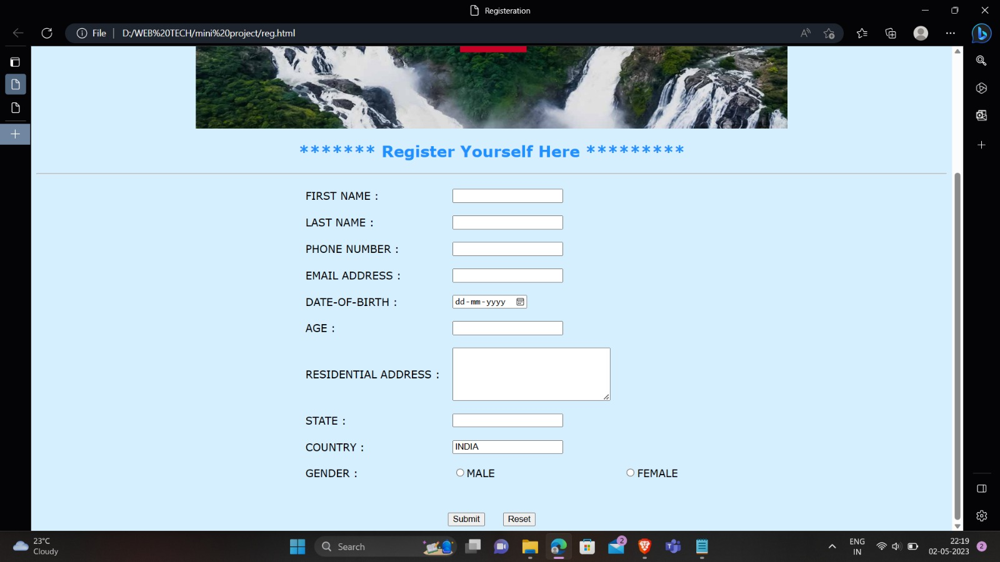 Registeration
File | D:/WEB%20TECH/mini%20project/reg.html
******* Register Yourself Here *********
FIRST NAME :
LAST NAME :
PHONE NUMBER :
EMAIL ADDRESS :
DATE-OF-BIRTH : dd-mm-yyyy
AGE :
RESIDENTIAL ADDRESS :
STATE :
COUNTRY : INDIA
GENDER : MALE FEMALE
Submit Reset
23°C
Cloudy
Search
2
ENG
IN
22:19
02-05-2023
2